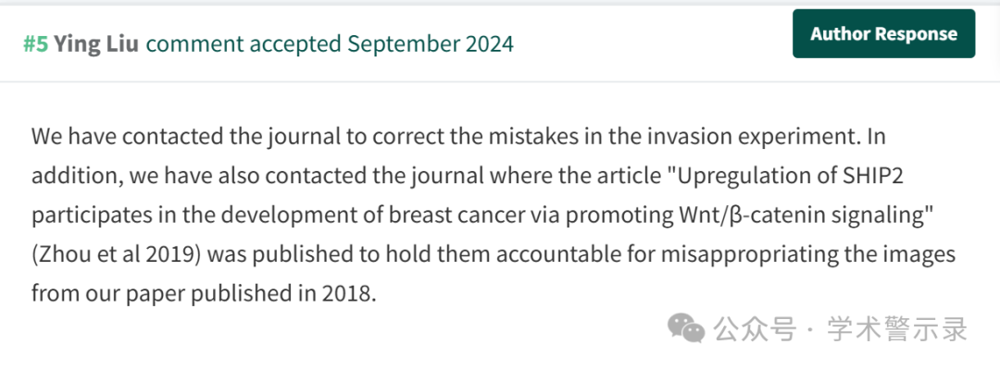 #5 Ying Liu comment accepted September 2024
Author Response
We have contacted the journal to correct the mistakes in the invasion experiment. In
addition, we have also contacted the journal where the article "Upregulation of SHIP2
participates in the development of breast cancer via promoting Wnt/β-catenin signaling"
(Zhou et al 2019) was published to hold them accountable for misappropriating the images
from our paper published in 2018.
公众号 · 学术警示录